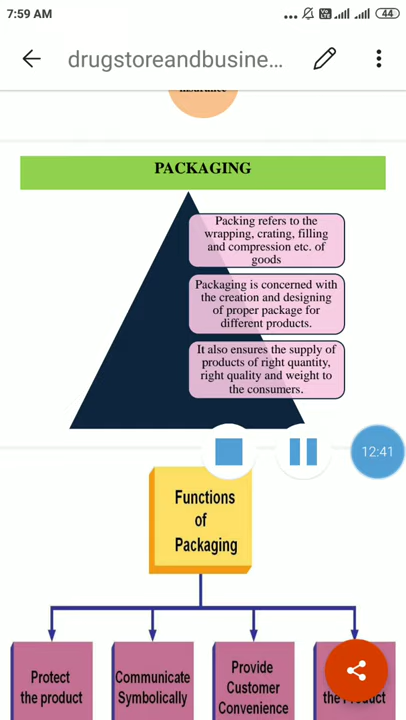 7:59 AM
44
drugstoreandbusine...
insurance
PACKAGING
Packing refers to the
wrapping, crating, filling
and compression etc. of
goods
Packaging is concerned with
the creation and designing
of proper package for
different products.
It also ensures the supply of
products of right quantity,
right quality and weight to
the consumers.
12:41
Functions
of
Packaging
Protect
the product
Communicate
Symbolically
Provide
Customer
Convenience